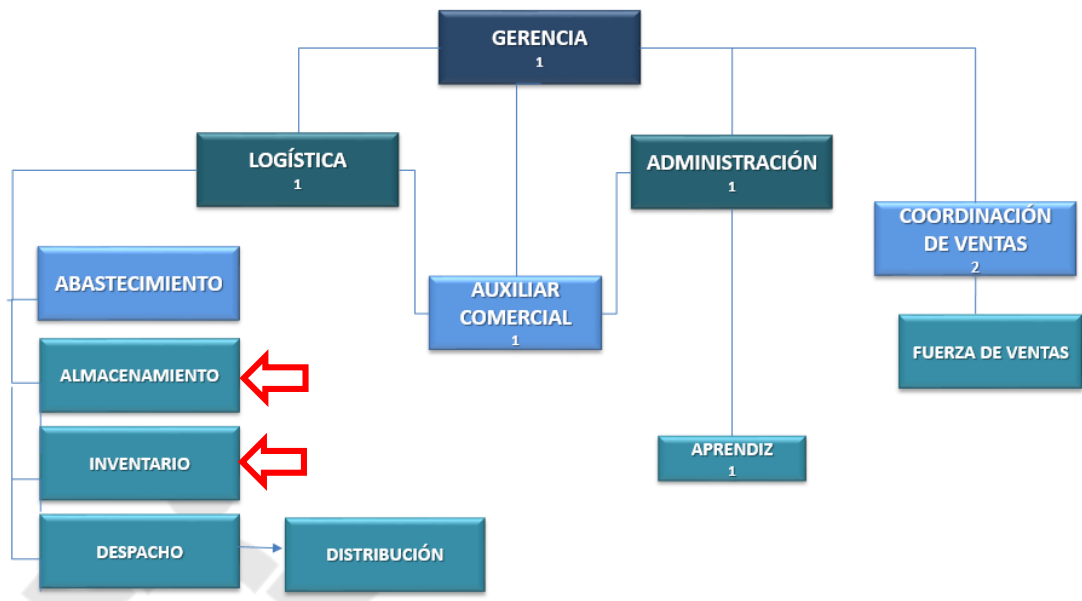 GERENCIA
1
LOGÍSTICA
1
ADMINISTRACIÓN
1
COORDINACIÓN
DE VENTAS
2
ABASTECIMIENTO
AUXILIAR
COMERCIAL
1
FUERZA DE VENTAS
ALMACENAMIENTO
INVENTARIO
APRENDIZ
1
DESPACHO
DISTRIBUCIÓN